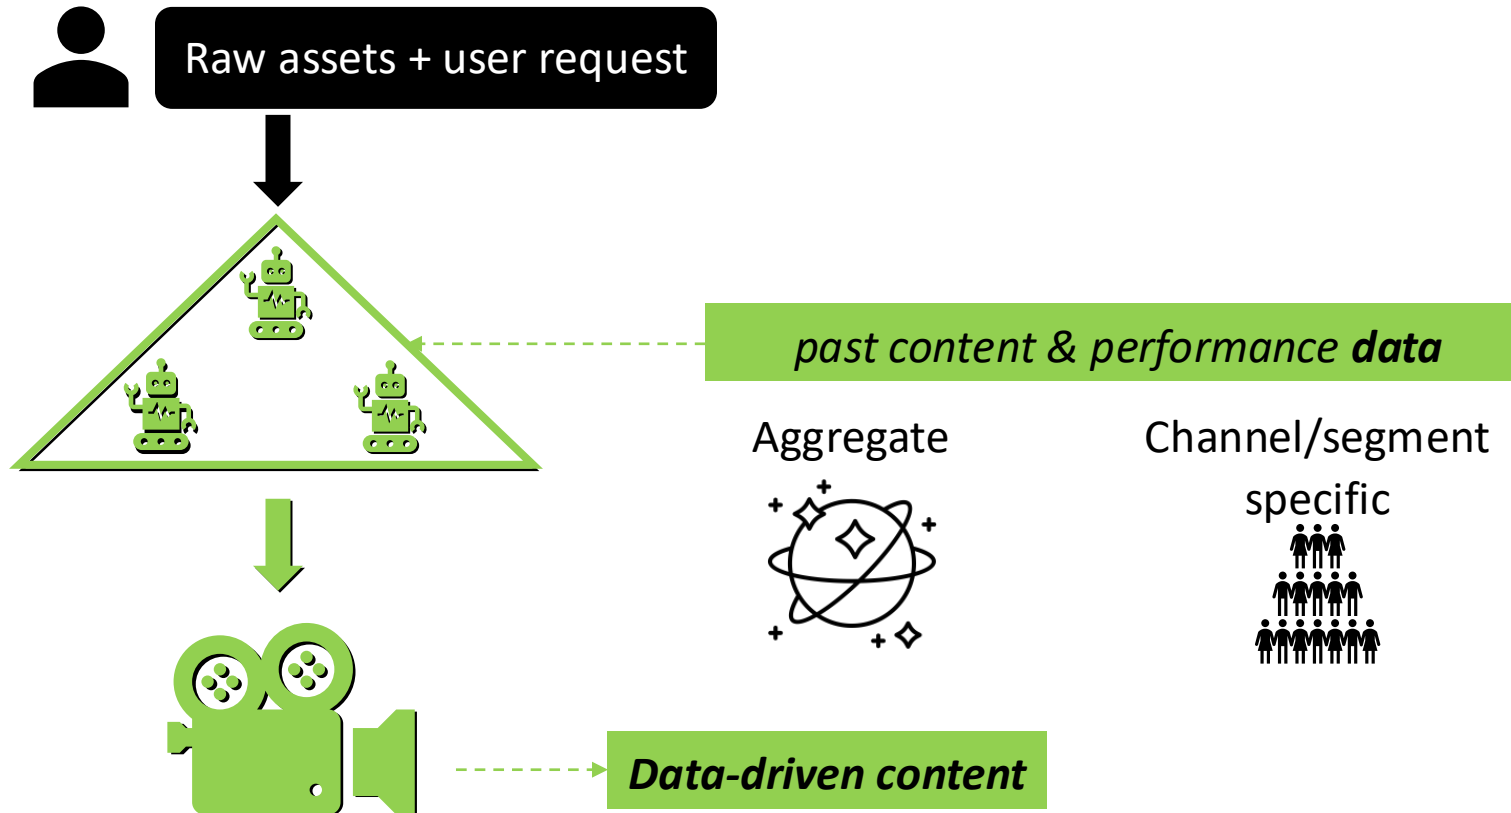 Raw assets + user request
past content & performance data
Aggregate
Channel/segment
specific
Data-driven content